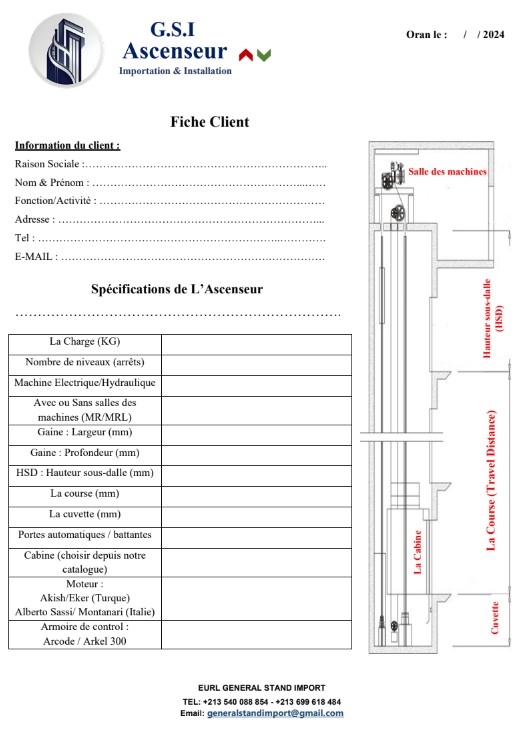 G.S.I
Ascenseur
Importation & Installation
Oran le : / / 2024
Fiche Client
Information du client :
Raison Sociale :……………………………………………………..
Nom & Prénom : ……………………………………………...……
Fonction/Activité : …………………………………………………
Adresse : …………………………………………………………...
Tel : ………………………………………………………..……….
E-MAIL : ……………………………………………………………
Spécifications de L’Ascenseur
…………………………………………………………….
La Charge (KG)
Nombre de niveaux (arrêts)
Machine Electrique/Hydraulique
Avec ou Sans salles des
machines (MR/MRL)
Gaine : Largeur (mm)
Gaine : Profondeur (mm)
HSD : Hauteur sous-dalle (mm)
La course (mm)
La cuvette (mm)
Portes automatiques / battantes
Cabine (choisir depuis notre
catalogue)
Moteur :
Akish/Eker (Turque)
Alberto Sassi/ Montanari (Italie)
Armoire de control :
Arcode / Arkel 300
Salle des machines
Hauteur sous-dalle
(HSD)
La Course (Travel Distance)
La Cabine
Cuvette
EURL GENERAL STAND IMPORT
TEL: +213 540 088 854 - +213 699 618 484
Email: generalstandimport@gmail.com